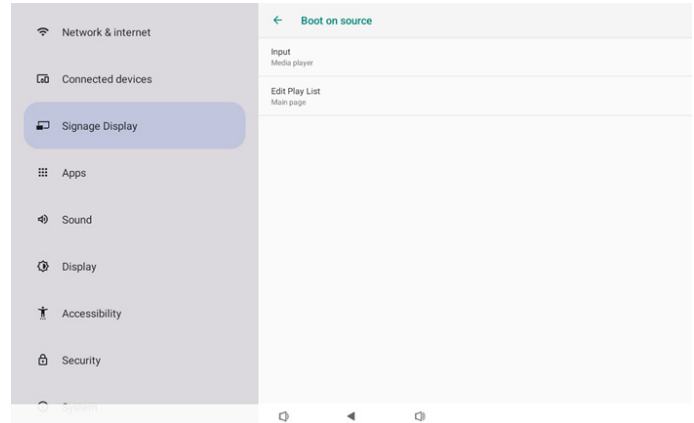 Network & internet
Connected devices
Signage Display
Apps
Sound
Display
Accessibility
Security
System
Boot on source
Input
Media player
Edit Play List
Main page